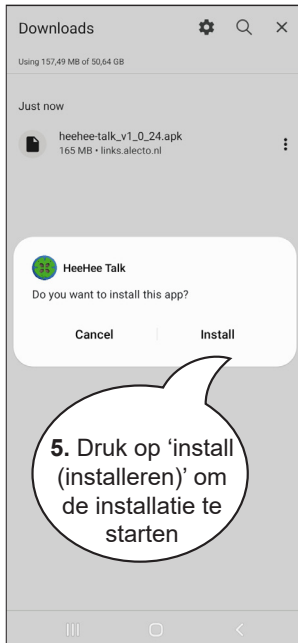 Downloads
Using 157,49 MB of 50,64 GB
Just now
heehee-talk_v1_0_24.apk
165 MB • links.alecto.nl
HeeHee Talk
Do you want to install this app?
Cancel Install
5. Druk op ‘install
(installeren)’ om
de installatie te
starten